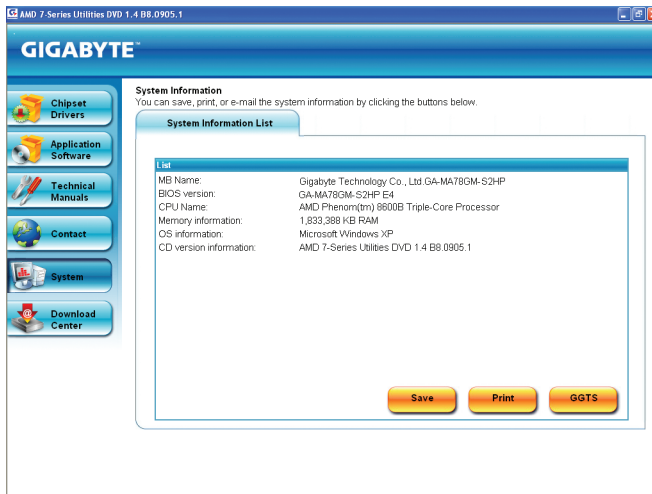 AMD 7-Series Utilities DVD 1.4 B8.0905.1
GIGABYTE™
Chipset
Drivers
Application
Software
Technical
Manuals
Contact
System
Download
Center
System Information
You can save, print, or e-mail the system information by clicking the buttons below.
System Information List
List
MB Name: Gigabyte Technology Co., Ltd.GA-MA78GM-S2HP
BIOS version: GA-MA78GM-S2HP E4
CPU Name: AMD Phenom(tm) 8600B Triple-Core Processor
Memory information: 1,833,388 KB RAM
OS information: Microsoft Windows XP
CD version information: AMD 7-Series Utilities DVD 1.4 B8.0905.1
Save Print GGTS